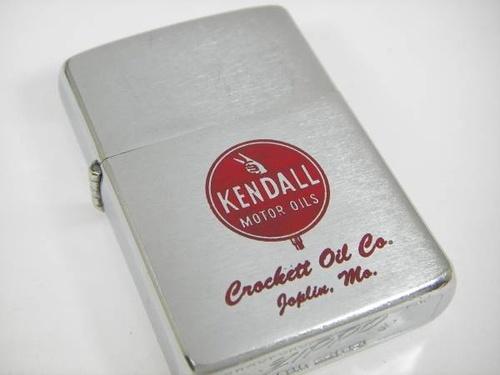 KENDALL
MOTOR OILS
Crockett Oil Co.
Joplin, Mo.